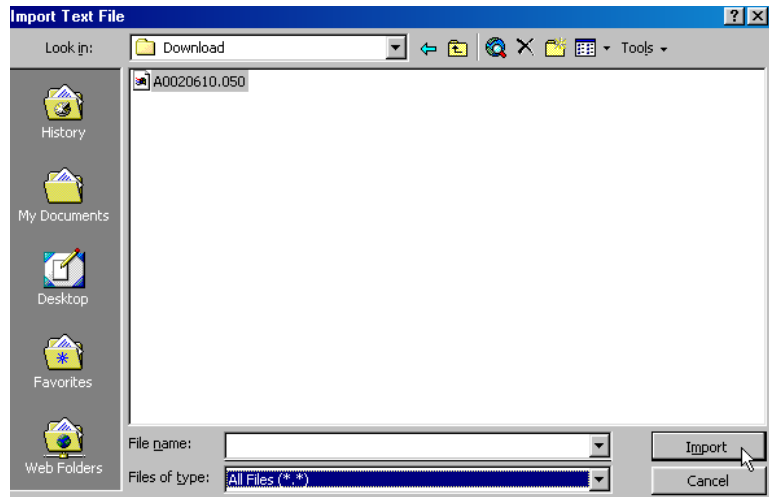 Import Text File
Look in: Download Tools
A0020610.050
History
My Documents
Desktop
Favorites
Web Folders
File name: Import
Files of type: All Files (*.*) Cancel